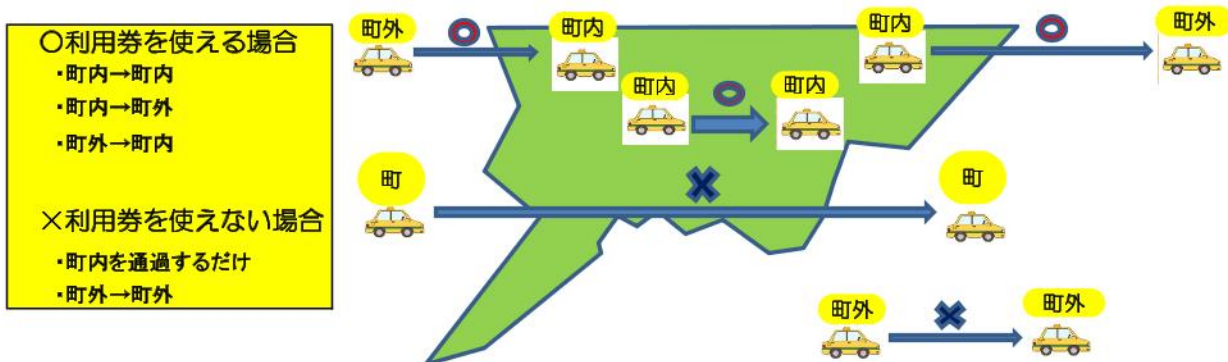 ○利用券を使える場合
・町内→町内
・町内→町外
・町外→町内
×利用券を使えない場合
・町内を通過するだけ
・町外→町外
町外
町内
町内
町外
町内
町内
町
町
町外
町外